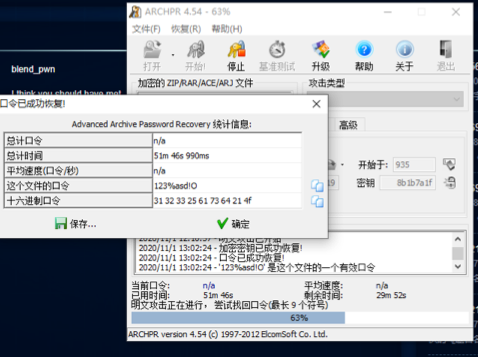 ARCHPR 4.54 - 63%
文件(F) 恢复(R) 帮助(H)
打开 开始! 停止 基准测试 升级 帮助 关于 退出
blend_pwn
I think you should have met
加密的 ZIP/RAR/ACE/ARJ 文件 攻击类型
口令已成功恢复!
Advanced Archive Password Recovery 统计信息:
总计口令 n/a
总计时间 51m 46s 990ms
平均速度(口令/秒) n/a
这个文件的口令 123%asd!O
十六进制口令 31 32 33 25 61 73 64 21 4f
保存... 确定
高级
开始于: 935
密钥 8b1b7a1f
2020/11/1 13:02:24 - 加密密钥已成功恢复!
2020/11/1 13:02:24 - 口令已成功恢复!
2020/11/1 13:02:24 - '123%asd!O' 是这个文件的一个有效口令
当前口令: n/a 平均速度: n/a
已用时间: 51m 46s 剩余时间: 29m 52s
明文攻击正在进行，尝试找回口令(最长 9 个符号)
63%
ARCHPR version 4.54 (c) 1997-2012 ElcomSoft Co. Ltd.